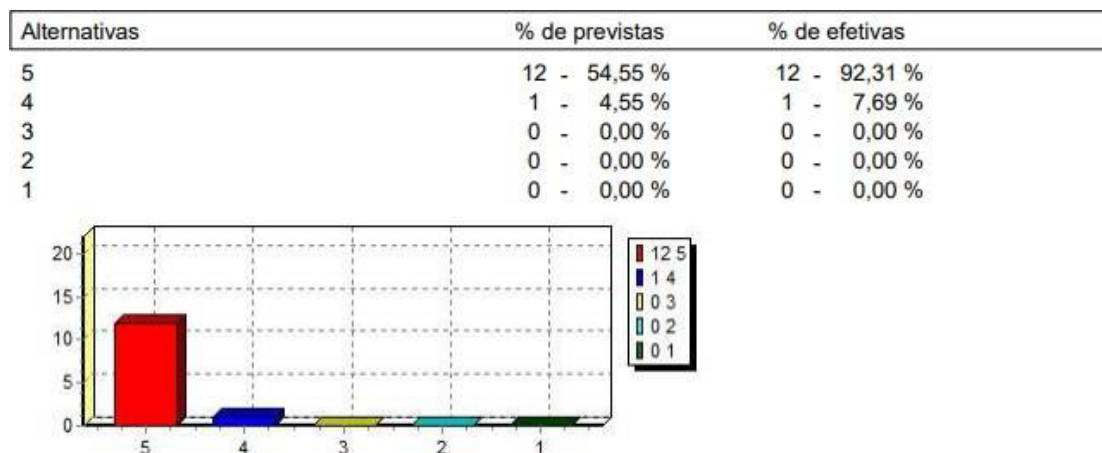 Alternativas % de previstas % de efetivas
5 12 - 54,55 % 12 - 92,31 %
4 1 - 4,55 % 1 - 7,69 %
3 0 - 0,00 % 0 - 0,00 %
2 0 - 0,00 % 0 - 0,00 %
1 0 - 0,00 % 0 - 0,00 %
20
15
10
5
0
5 4 3 2 1
12 5
1 4
0 3
0 2
0 1